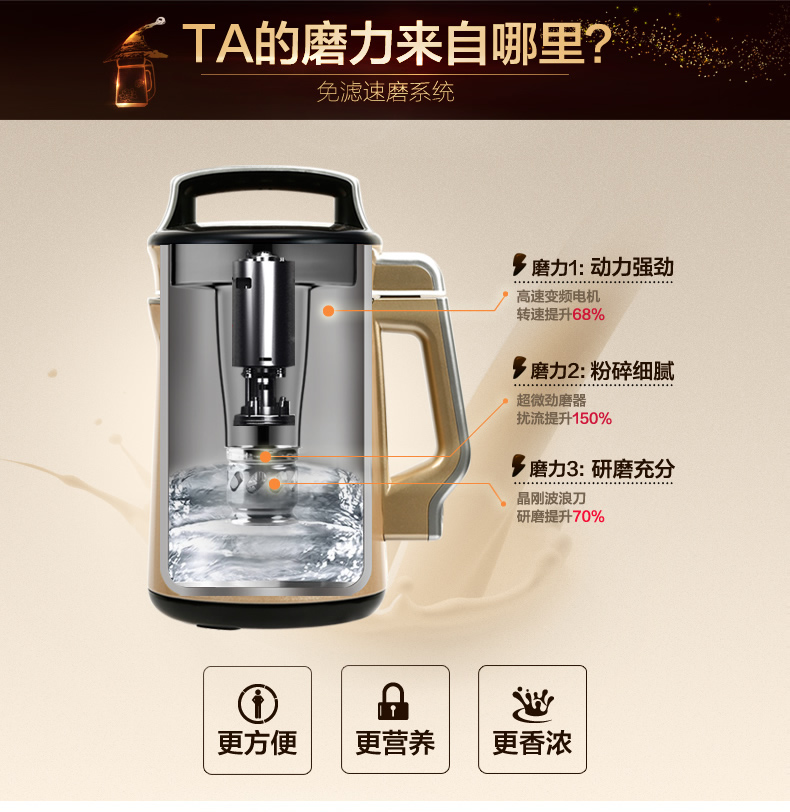 TA的磨力来自哪里?
免滤速磨系统
磨力1: 动力强劲
高速变频电机
转速提升68%
磨力2: 粉碎细腻
超微劲磨器
扰流提升150%
磨力3: 研磨充分
晶刚波浪刀
研磨提升70%
更方便
更营养
更香浓